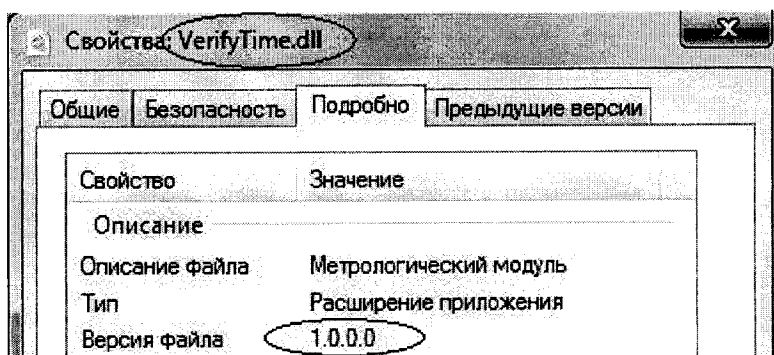 Свойства: VerifyTime.dll
Общие Безопасность Подробно Предыдущие версии
Свойство Значение
Описание
Описание файла Метрологический модуль
Тип Расширение приложения
Версия файла 1.0.0.0